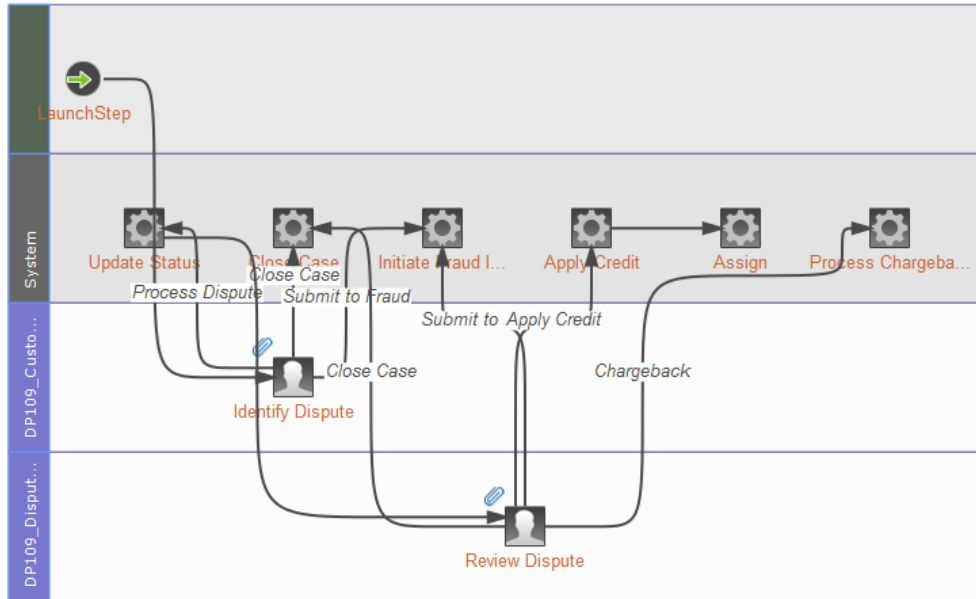 LaunchStep
System
Update Status
Close Case
Initiate Fraud I...
Apply Credit
Assign
Process Chargeba...
Close Case
Process Dispute
Submit to Fraud
Submit to
Apply Credit
DP109_Custo...
Close Case
Chargeback
Identify Dispute
DP109_Disput...
Review Dispute